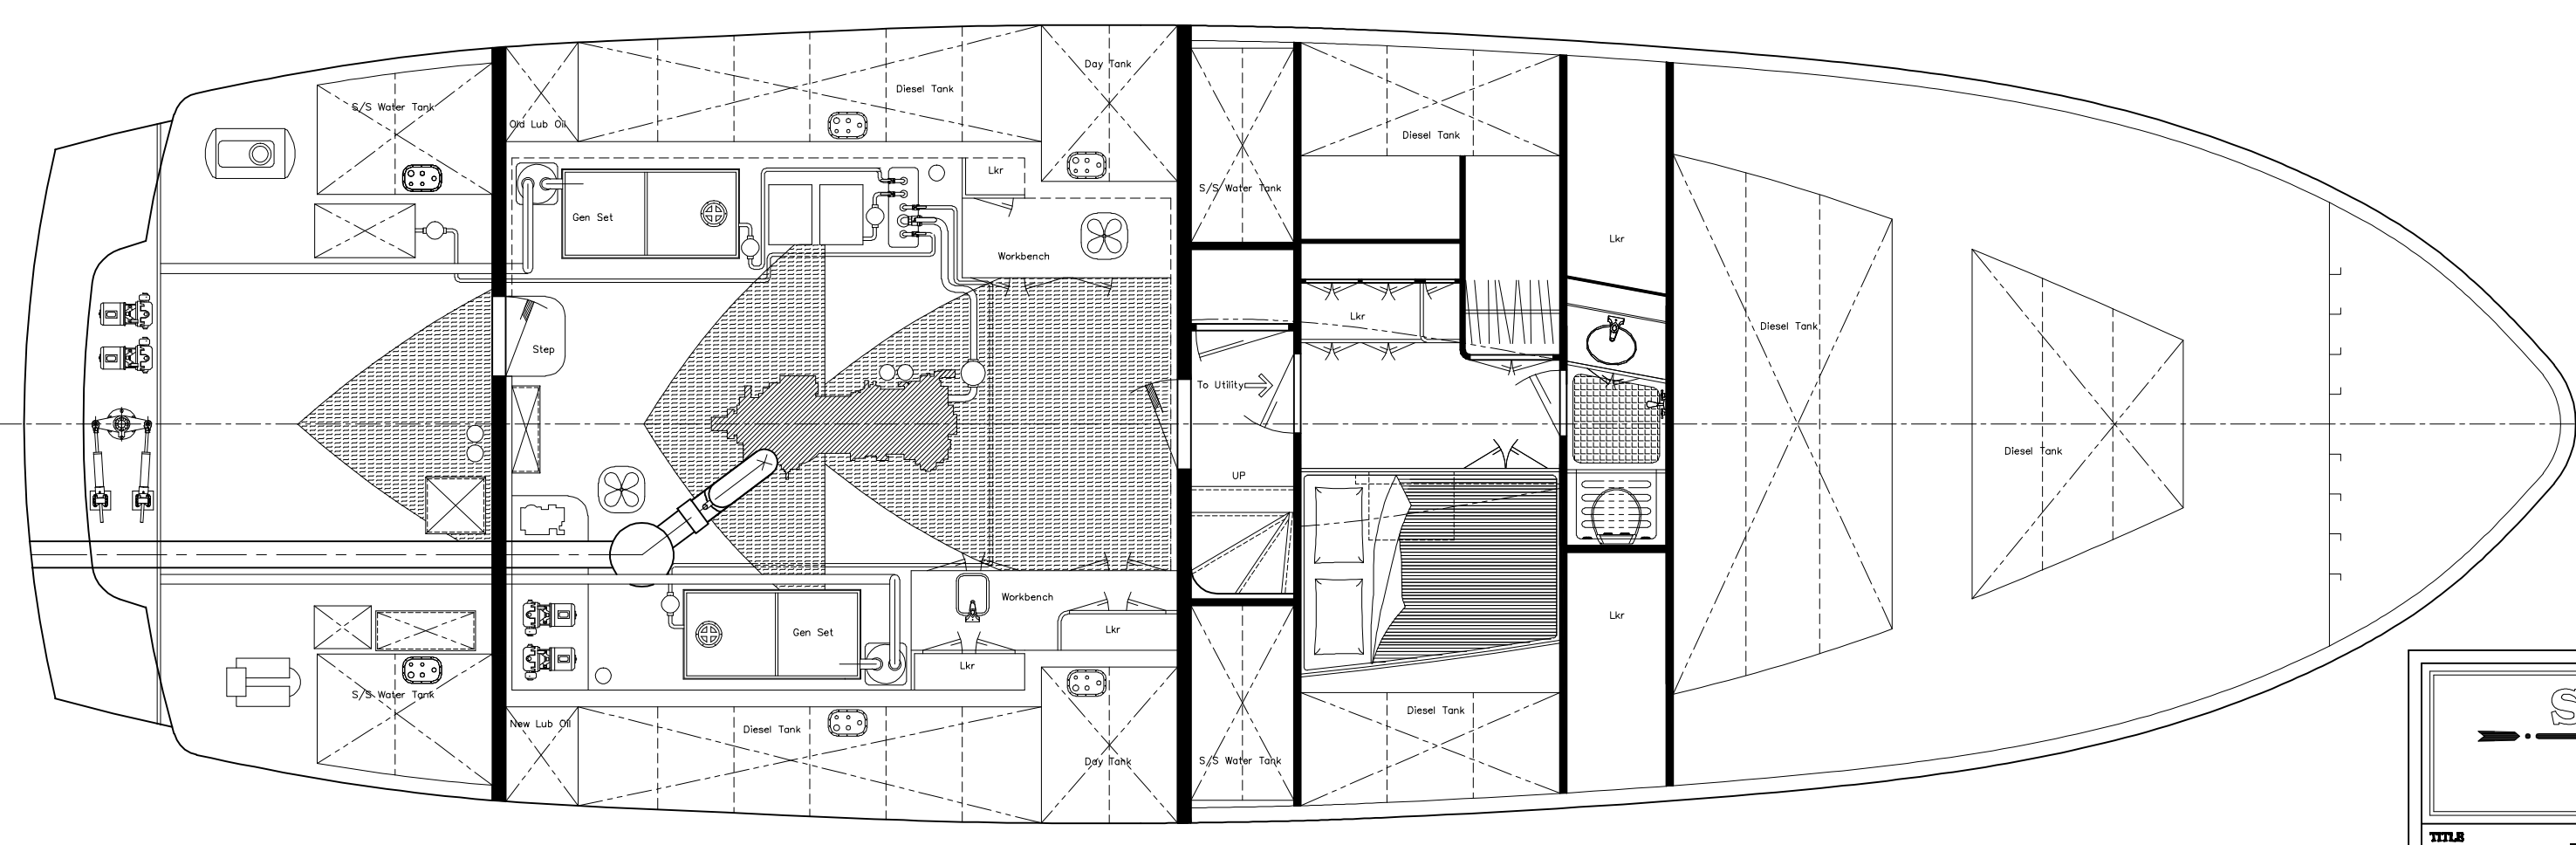 Day Tank
Diesel Tank
S/S Water Tank
Old Lub Oil
Diesel Tank
Lkr
S/S Water Tank
Gen Set
Lkr
Workbench
Lkr
Diesel Tank
Step
To Utility
Diesel Tank
UP
Workbench
Lkr
Gen Set
Lkr
Lkr
S/S Water Tank
Diesel Tank
New Lub Oil
Diesel Tank
Day Tank
S/S Water Tank
S
TITLE